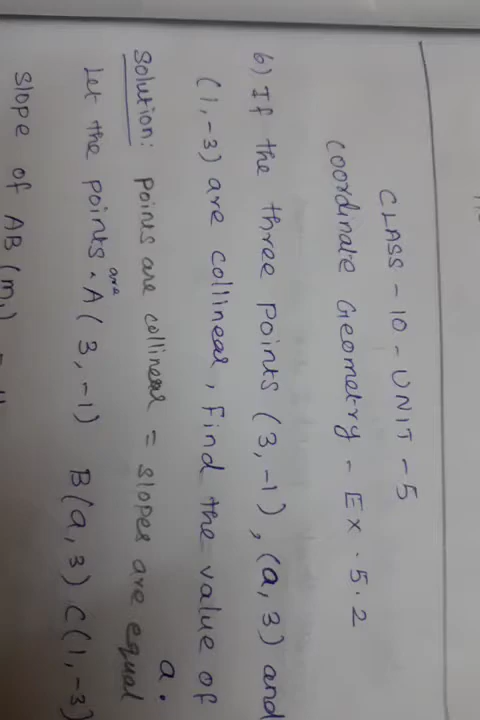 CLASS - 10 - UNIT - 5
Coordinate Geometry - Ex. 5.2
6) If the three points (3, -1), (a, 3) and
(1, -3) are collinear, find the value of
a.
Solution: points are collinear = slopes are equal
Let the points are A(3, -1) B(a, 3) C(1, -3)
Slope of AB (m₁) =